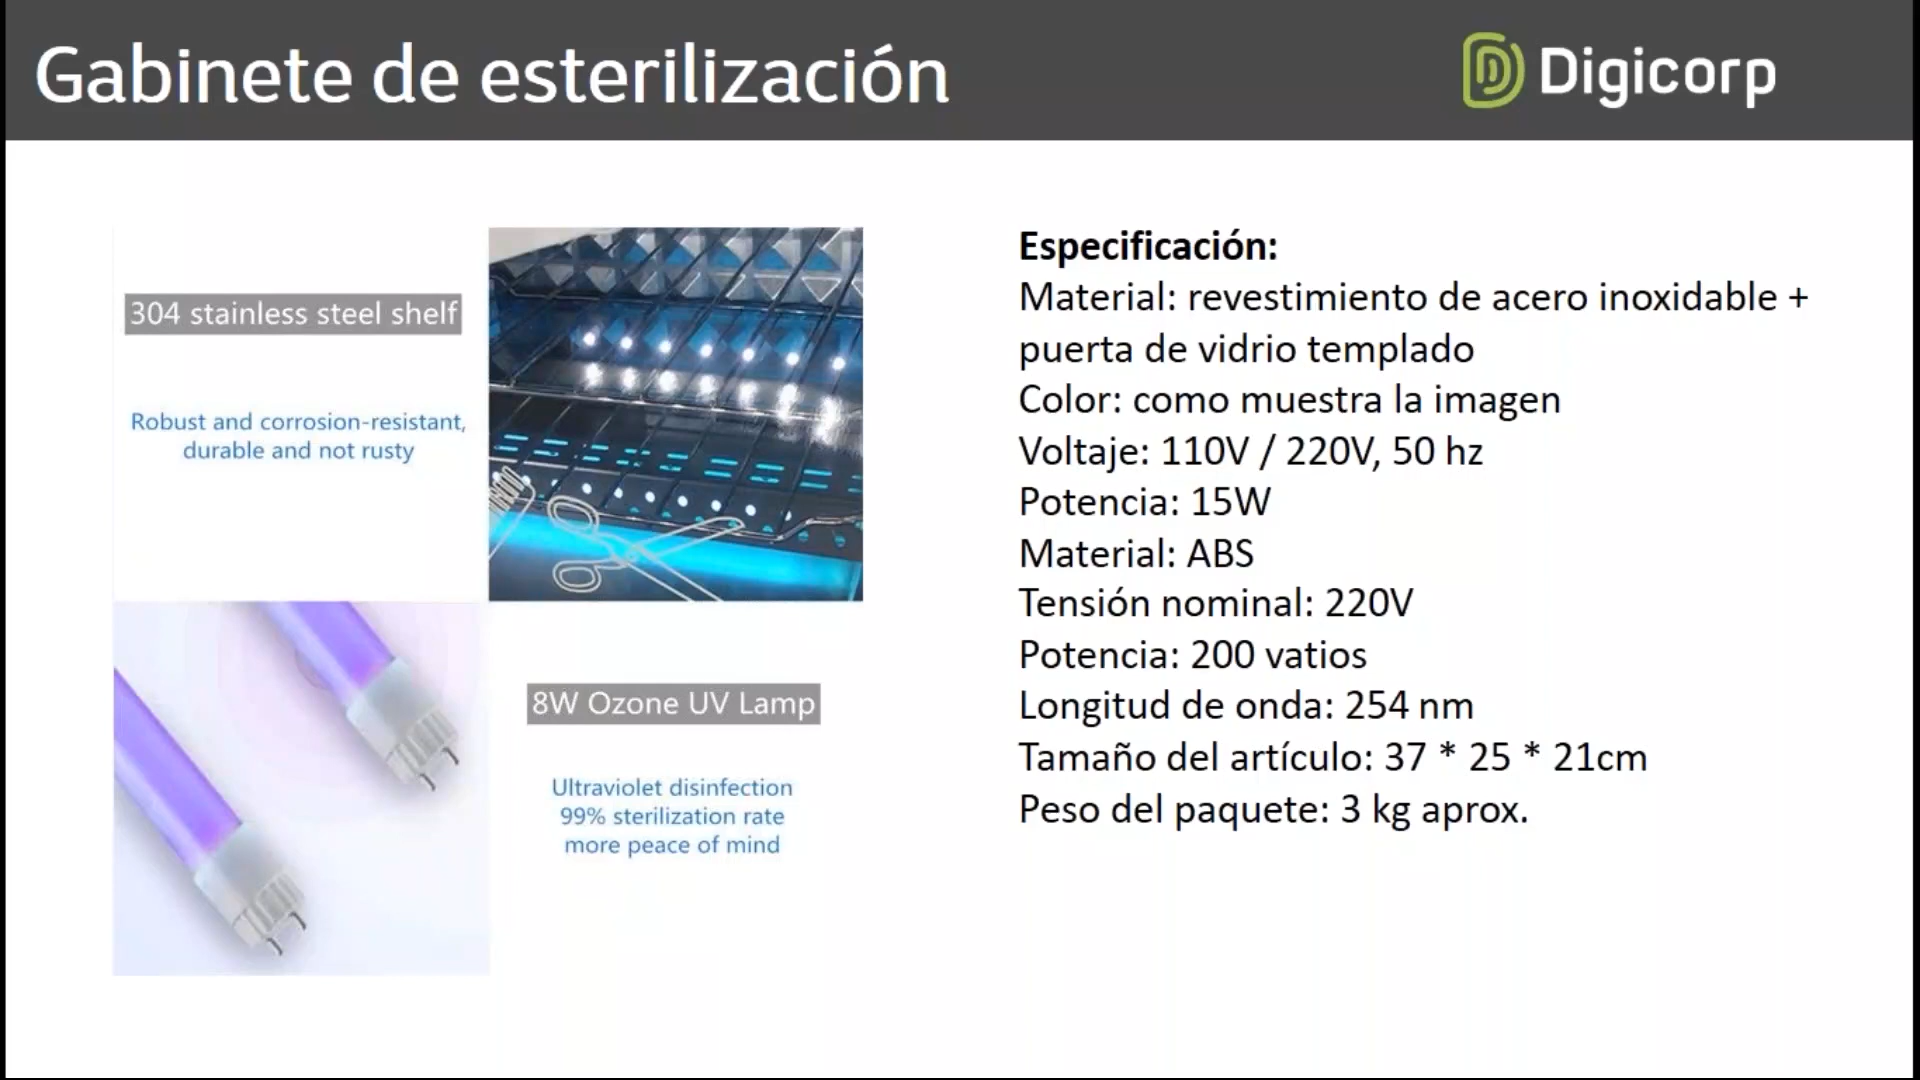 Gabinete de esterilización
Digicorp
304 stainless steel shelf
Robust and corrosion-resistant,
durable and not rusty
8W Ozone UV Lamp
Ultraviolet disinfection
99% sterilization rate
more peace of mind
Especificación:
Material: revestimiento de acero inoxidable +
puerta de vidrio templado
Color: como muestra la imagen
Voltaje: 110V / 220V, 50 hz
Potencia: 15W
Material: ABS
Tensión nominal: 220V
Potencia: 200 vatios
Longitud de onda: 254 nm
Tamaño del artículo: 37 * 25 * 21cm
Peso del paquete: 3 kg aprox.